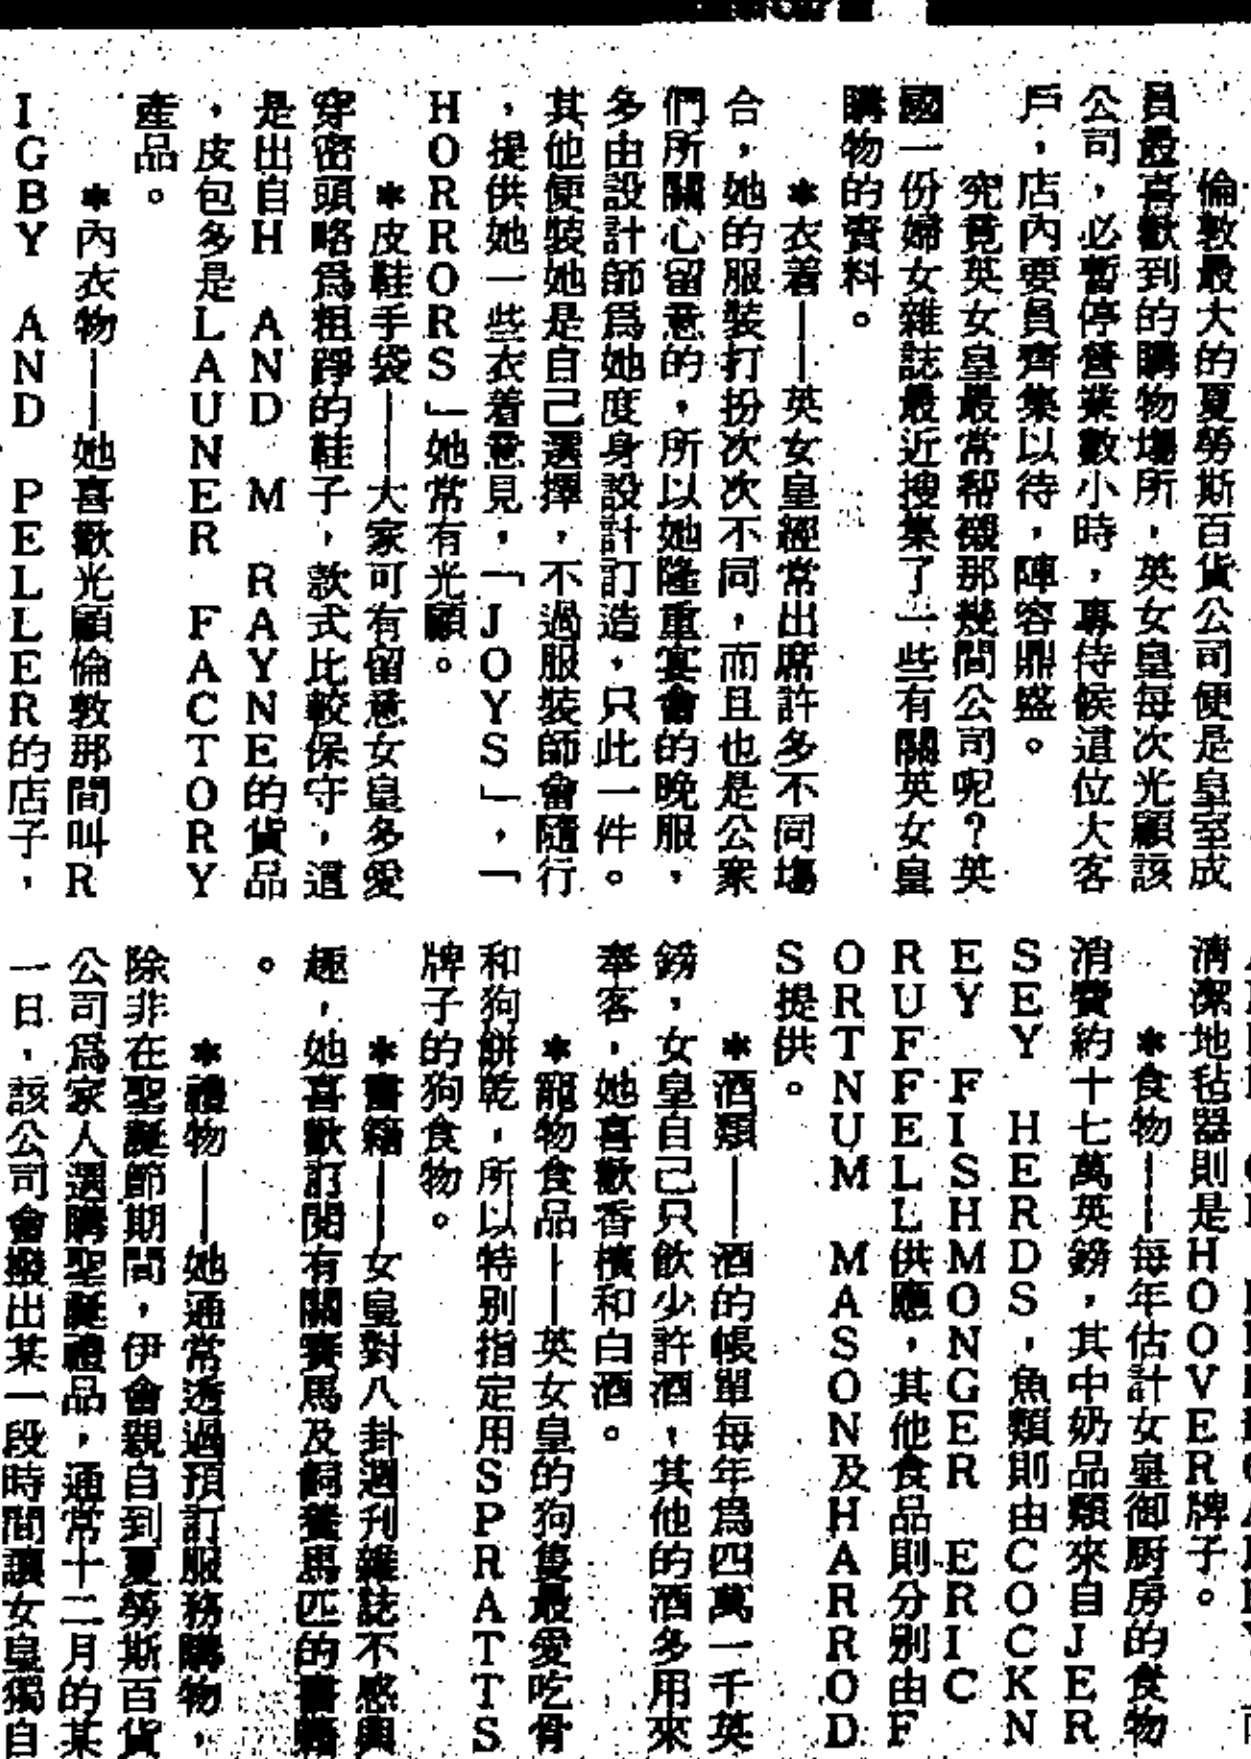 倫敦最大的夏勞斯百貨公司便是皇室成
員最喜歡到的購物場所，英女皇每次光顧該
公司，必暫停營業數小時，專待候這位大客
戶，店內要員齊集以待，陣容鼎盛。
究竟英女皇最常帮襯那幾間公司呢？英
國一份婦女雜誌最近搜集了一些有關英女皇
購物的資料。
＊衣着——英女皇經常出席許多不同場
合，她的服裝打扮次次不同，而且也是公衆
們所關心留意的，所以她隆重宴會的晚服，
多由設計師爲她度身設計訂造，只此一件。
其他便裝她是自己選擇，不過服裝師會隨行
，提供她一些衣着意見，「JOYS」，「
HORRORS」她常有光顧。
＊皮鞋手袋——大家可有留意女皇多愛
穿密頭略爲粗踭的鞋子，款式比較保守，這
是出自H AND M RAYNE的貨品
，皮包多是LAUNER FACTORY
產品。
＊內衣物——她喜歡光顧倫敦那間叫R
IGBY AND PELLER的店子，
清潔地毡器則是HOOVER牌子。
＊食物——每年估計女皇御厨房的食物
消費約十七萬英鎊，其中奶品類來自JER
SEY HERDS，魚類則由COCKN
EY FISHMONGER ERIC
RUFFELL供應，其他食品則分別由F
ORTNUM MASON及HARROD
S提供。
＊酒類——酒的帳單每年爲四萬一千英
鎊，女皇自己只飲少許酒，其他的酒多用來
奉客，她喜歡香檳和白酒。
＊寵物食品——英女皇的狗隻最愛吃骨
和狗餅乾，所以特別指定用SPRATTS
牌子的狗食物。
＊書籍——女皇對八卦週刊雜誌不感興
趣，她喜歡訂閱有關賽馬及飼養馬匹的書籍
。
＊禮物——她通常透過預訂服務購物，
除非在聖誕節期間，伊會親自到夏勞斯百貨
公司爲家人選購聖誕禮品，通常十二月的某
一日，該公司會撥出某一段時間讓女皇獨自